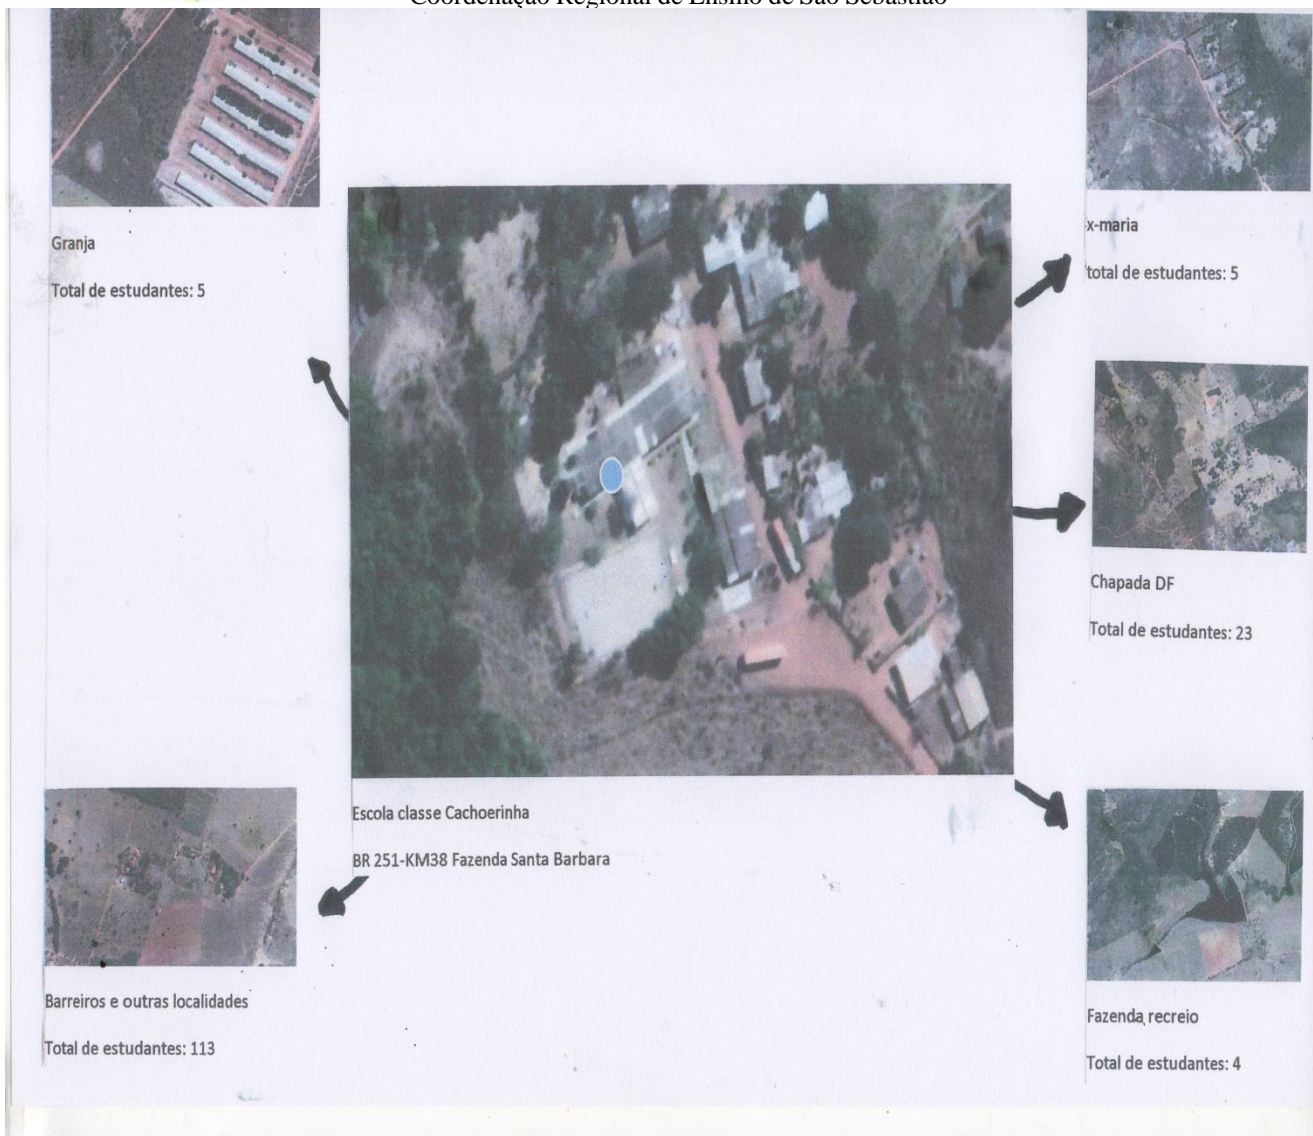 Coordenação Regional de Ensino de São Sebastião
Granja
Total de estudantes: 5
x-maria
total de estudantes: 5
Chapada DF
Total de estudantes: 23
Escola classe Cachoerinha
BR 251-KM38 Fazenda Santa Barbara
Barreiros e outras localidades
Total de estudantes: 113
Fazenda recreio
Total de estudantes: 4